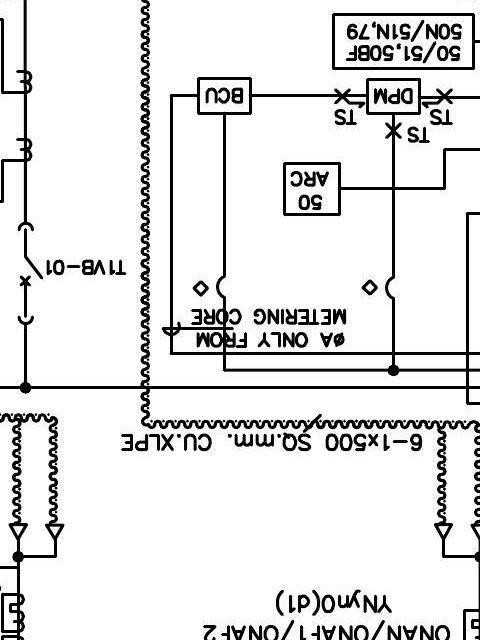 ONAN/ONAF1/ONAF2
YNyn0(d1)
6-1x500 SQ.mm. CU.XLPE
øA ONLY FROM
METERING CORE
T1VB-01
50
ARC
TS
TS
TS
DPM
BCU
50/51,50BF
50N/51N,79